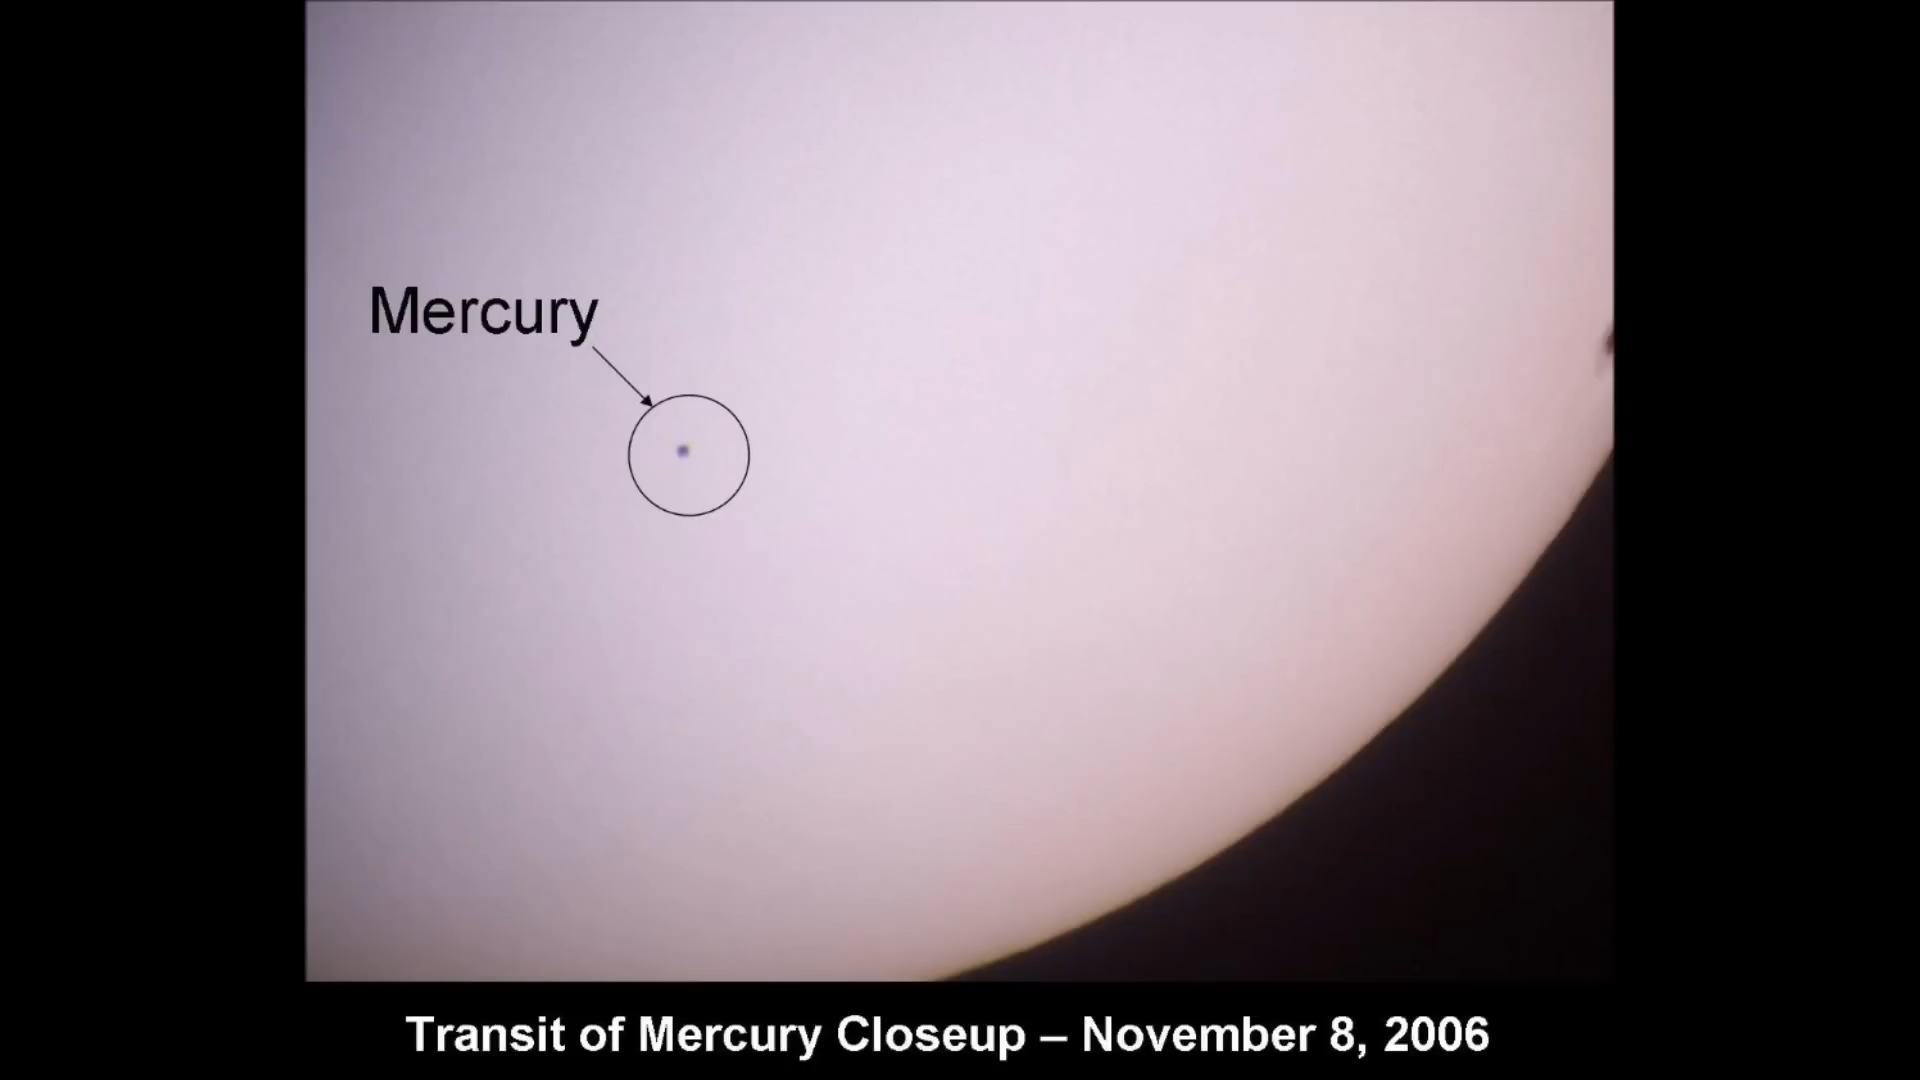 Mercury
Transit of Mercury Closeup – November 8, 2006